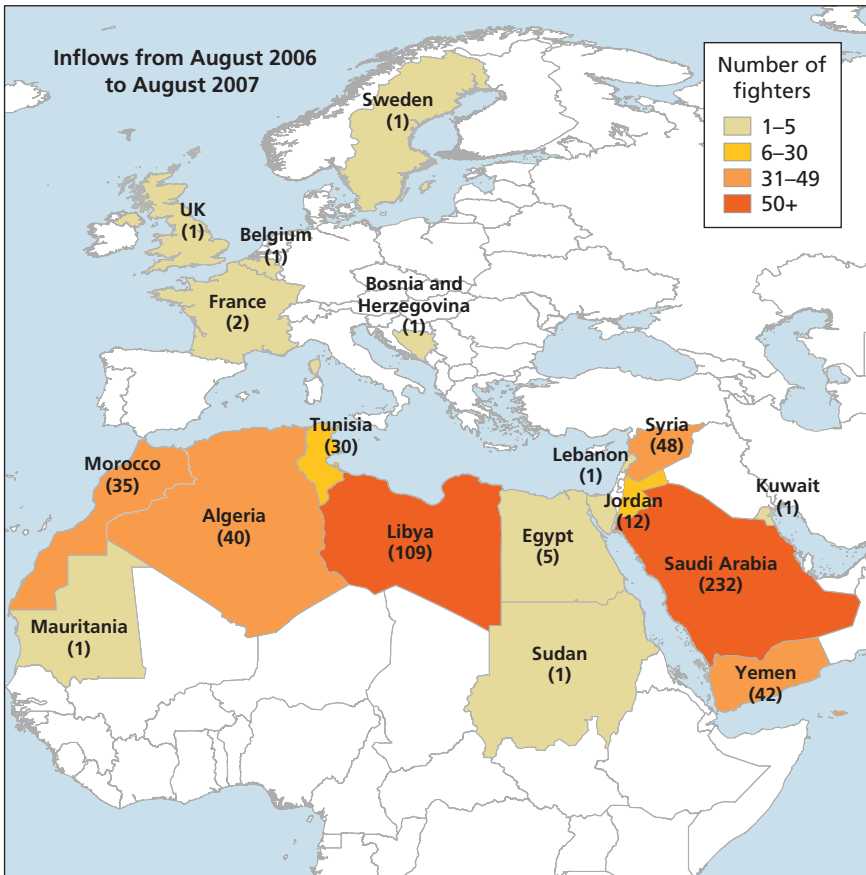 Inflows from August 2006
to August 2007
Number of
fighters
1–5
6–30
31–49
50+
Sweden
(1)
UK
(1)
Belgium
(1)
France
(2)
Bosnia and
Herzegovina
(1)
Tunisia
(30)
Syria
(48)
Lebanon
(1)
Morocco
(35)
Kuwait
(1)
Jordan
(12)
Algeria
(40)
Libya
(109)
Egypt
(5)
Saudi Arabia
(232)
Mauritania
(1)
Sudan
(1)
Yemen
(42)